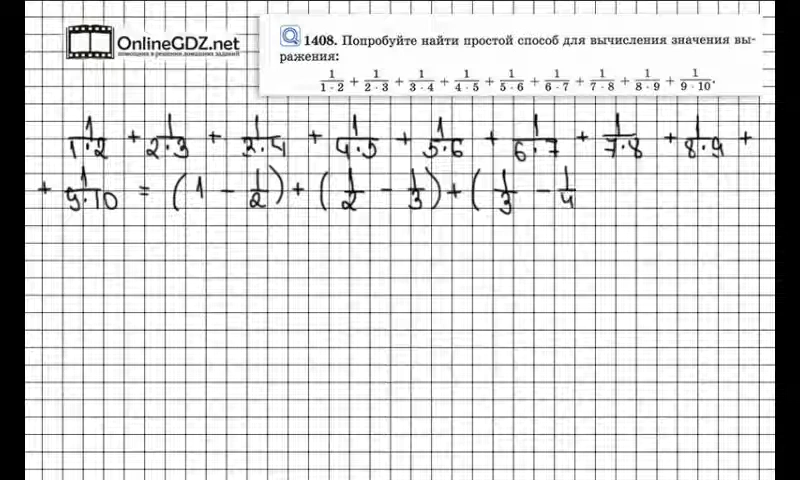 OnlineGDZ.net
1408. Попробуйте найти простой способ для вычисления значения вы-
ражения:
1/(1 · 2) + 1/(2 · 3) + 1/(3 · 4) + 1/(4 · 5) + 1/(5 · 6) + 1/(6 · 7) + 1/(7 · 8) + 1/(8 · 9) + 1/(9 · 10).
1/(1·2) + 1/(2·3) + 1/(3·4) + 1/(4·5) + 1/(5·6) + 1/(6·7) + 1/(7·8) + 1/(8·9) +
+ 1/(9·10) = (1 - 1/2) + (1/2 - 1/3) + (1/3 - 1/4